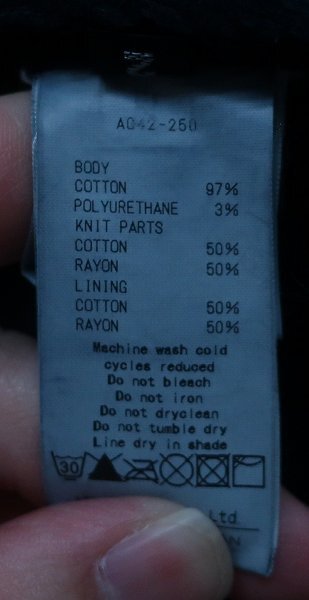 AG42-250
BODY
COTTON 97%
POLYURETHANE 3%
KNIT PARTS
COTTON 50%
RAYON 50%
LINING
COTTON 50%
RAYON 50%
Machine wash cold
cycles reduced
Do not bleach
Do not iron
Do not dryclean
Do not tumble dry
Line dry in shade
30
Ltd